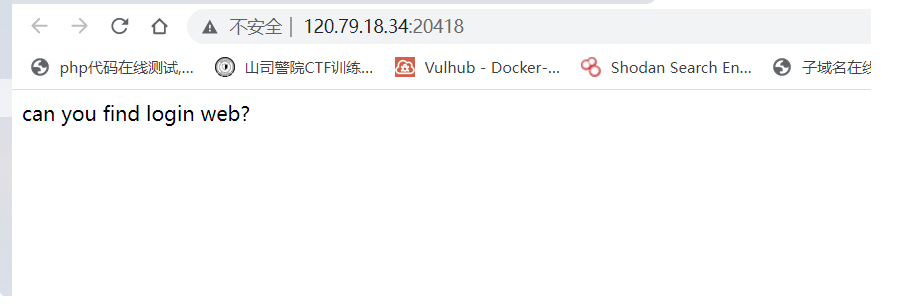 不安全 | 120.79.18.34:20418
php代码在线测试,... 山司警院CTF训练... Vulhub - Docker-... Shodan Search En... 子域名在线
can you find login web?